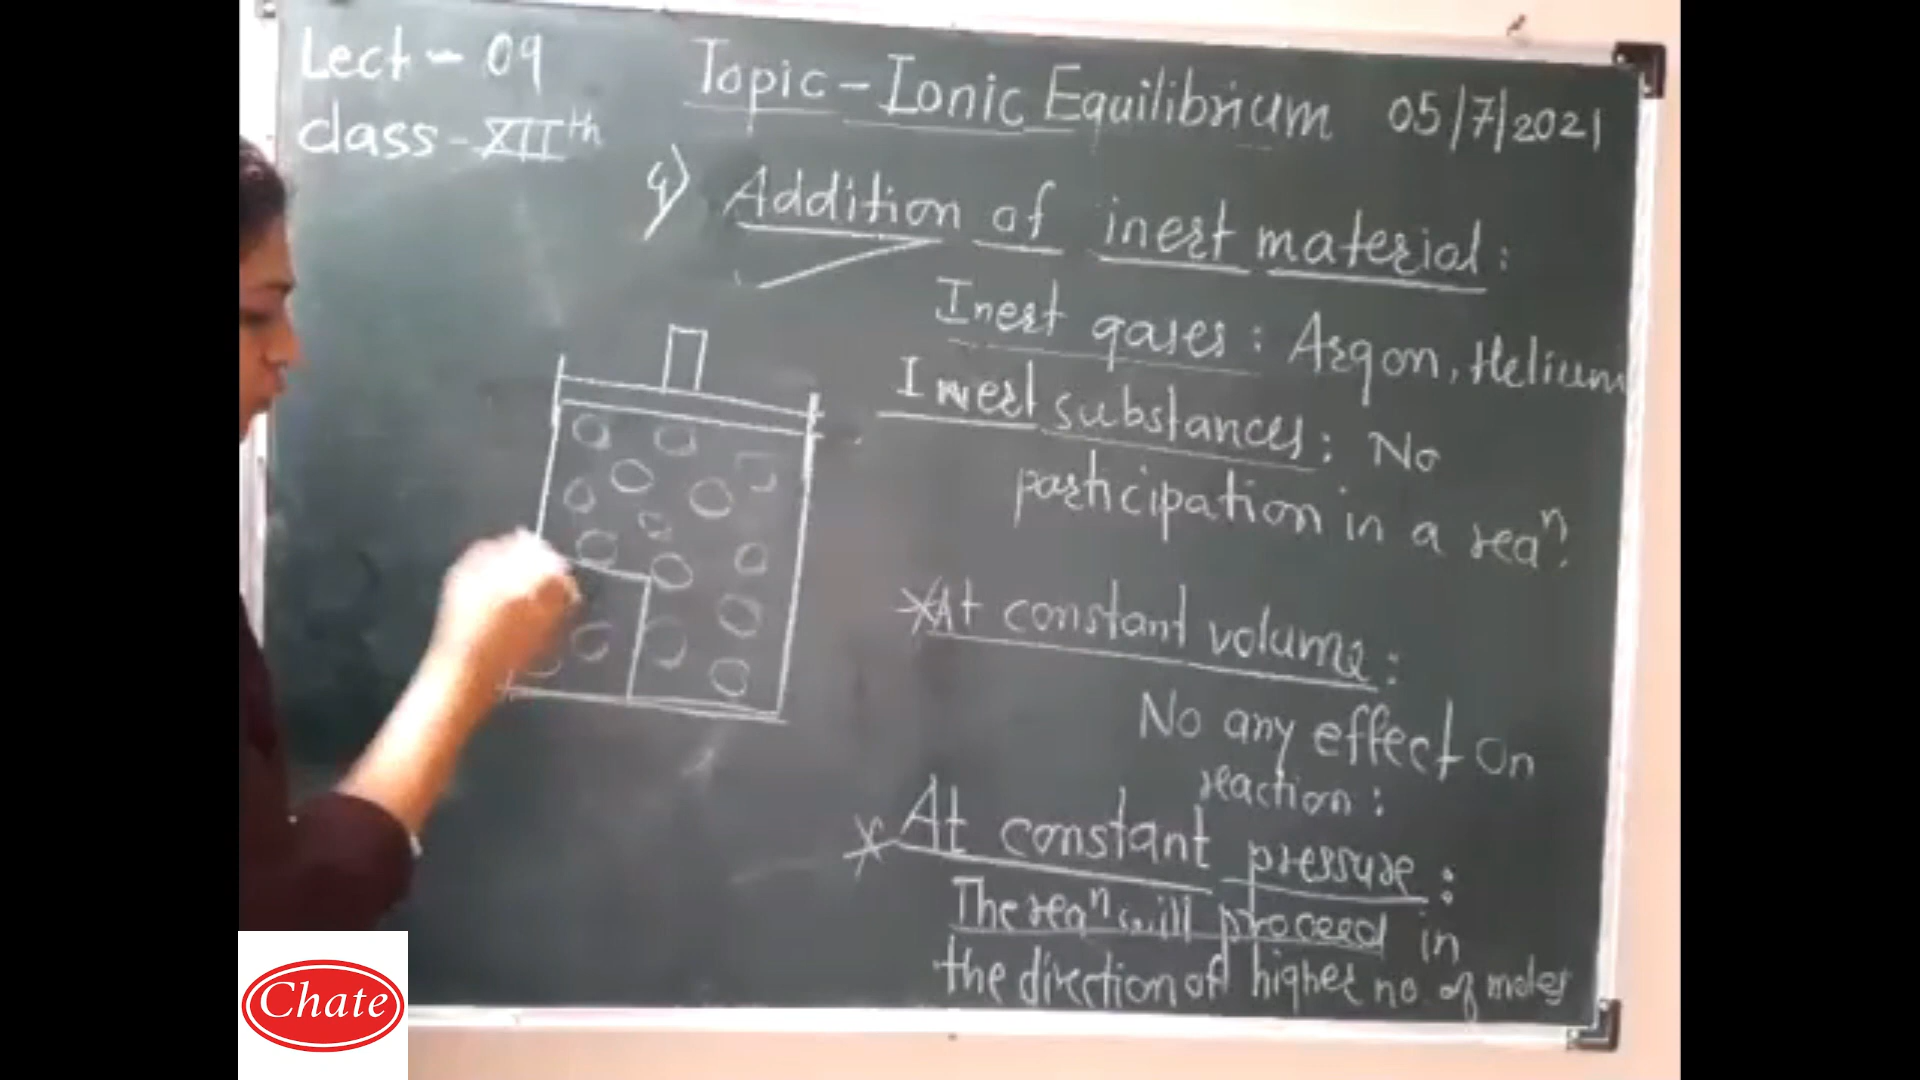 Lect - 09
class - XIIth
Topic - Ionic Equilibrium 05/7/2021
4) Addition of inert material:
Inert gases: Argon, Helium
Inert substances: No
participation in a reaⁿ.
* At constant volume:
No any effect on
reaction:
* At constant pressure:
The reaⁿ will proceed in
the direction of higher no of moles
Chate